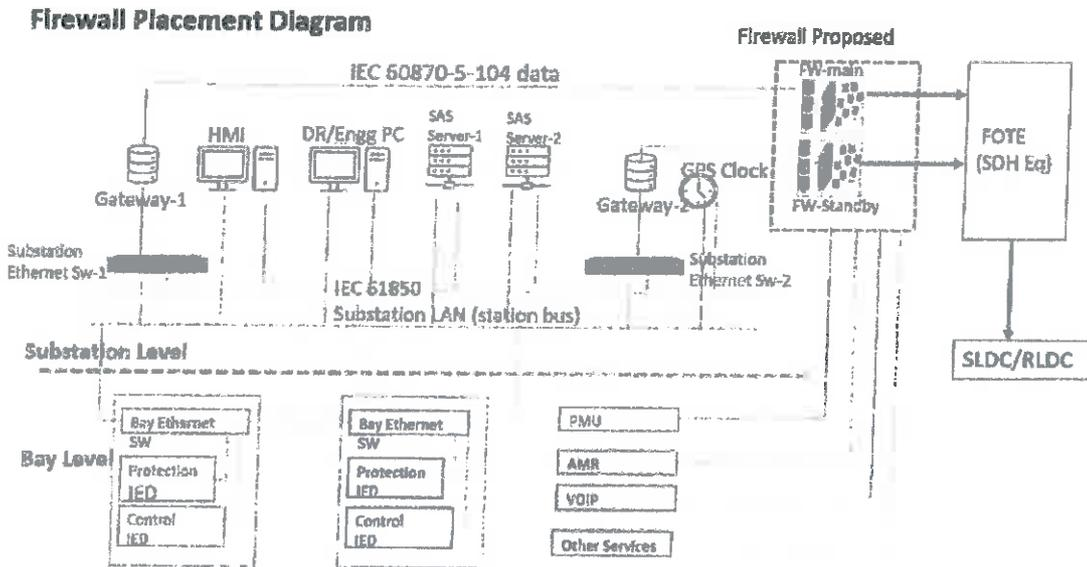 Firewall Placement Diagram
Firewall Proposed
IEC 60870-5-104 data
FW-main
HMI
DR/Engg PC
SAS
Server-1
SAS
Server-2
FOTE
(SDH Eq)
Gateway-1
Gateway-2
GPS Clock
FW-Standby
Substation
Ethernet Sw-1
Substation
Ethernet Sw-2
IEC 61850
Substation LAN (station bus)
Substation Level
SLDC/RLDC
Bay Level
Bay Ethernet
SW
Protection
IED
Control
IED
Bay Ethernet
SW
Protection
IED
Control
IED
PMU
AMR
VOIP
Other Services